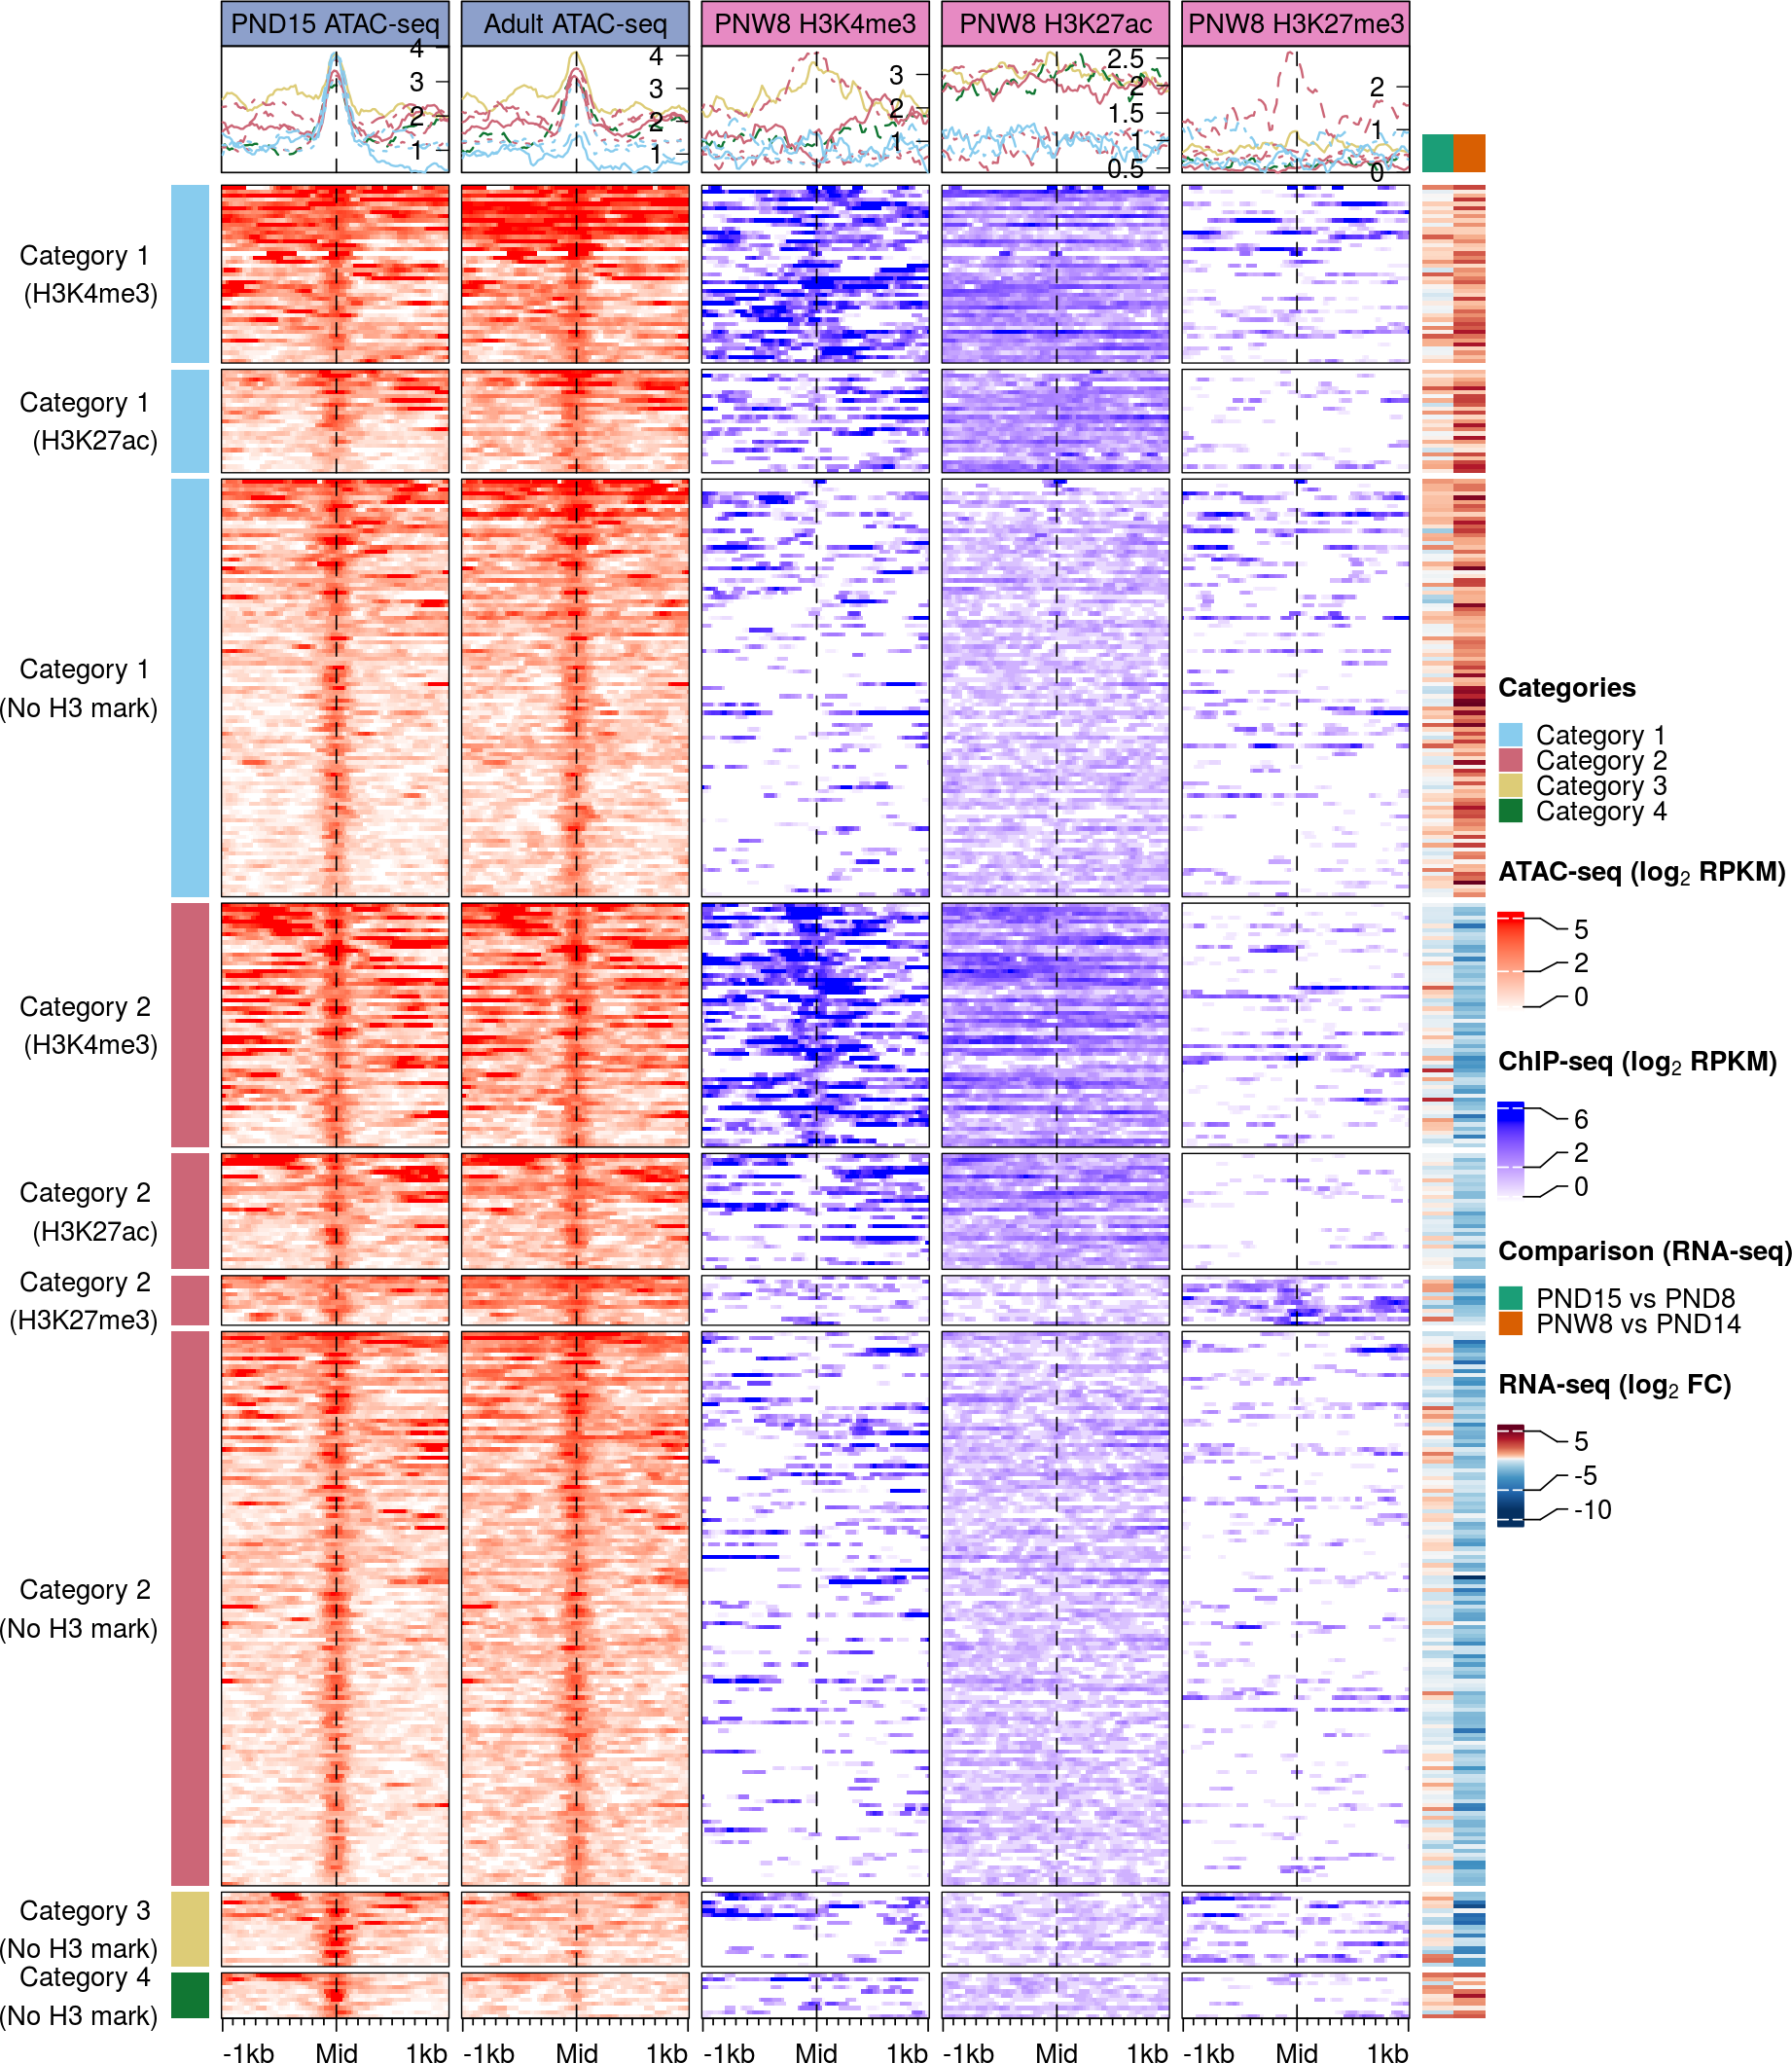 PND15 ATAC-seq
Adult ATAC-seq
PNW8 H3K4me3
PNW8 H3K27ac
PNW8 H3K27me3
4
3
2
1
4
3
2
1
3
2
1
2.5
2
1.5
1
0.5
2
1
0
Category 1
(H3K4me3)
Category 1
(H3K27ac)
Category 1
(No H3 mark)
Category 2
(H3K4me3)
Category 2
(H3K27ac)
Category 2
(H3K27me3)
Category 2
(No H3 mark)
Category 3
(No H3 mark)
Category 4
(No H3 mark)
-1kb Mid 1kb
-1kb Mid 1kb
-1kb Mid 1kb
-1kb Mid 1kb
-1kb Mid 1kb
Categories
Category 1
Category 2
Category 3
Category 4
ATAC-seq (log2 RPKM)
5
2
0
ChIP-seq (log2 RPKM)
6
2
0
Comparison (RNA-seq)
PND15 vs PND8
PNW8 vs PND14
RNA-seq (log2 FC)
5
-5
-10